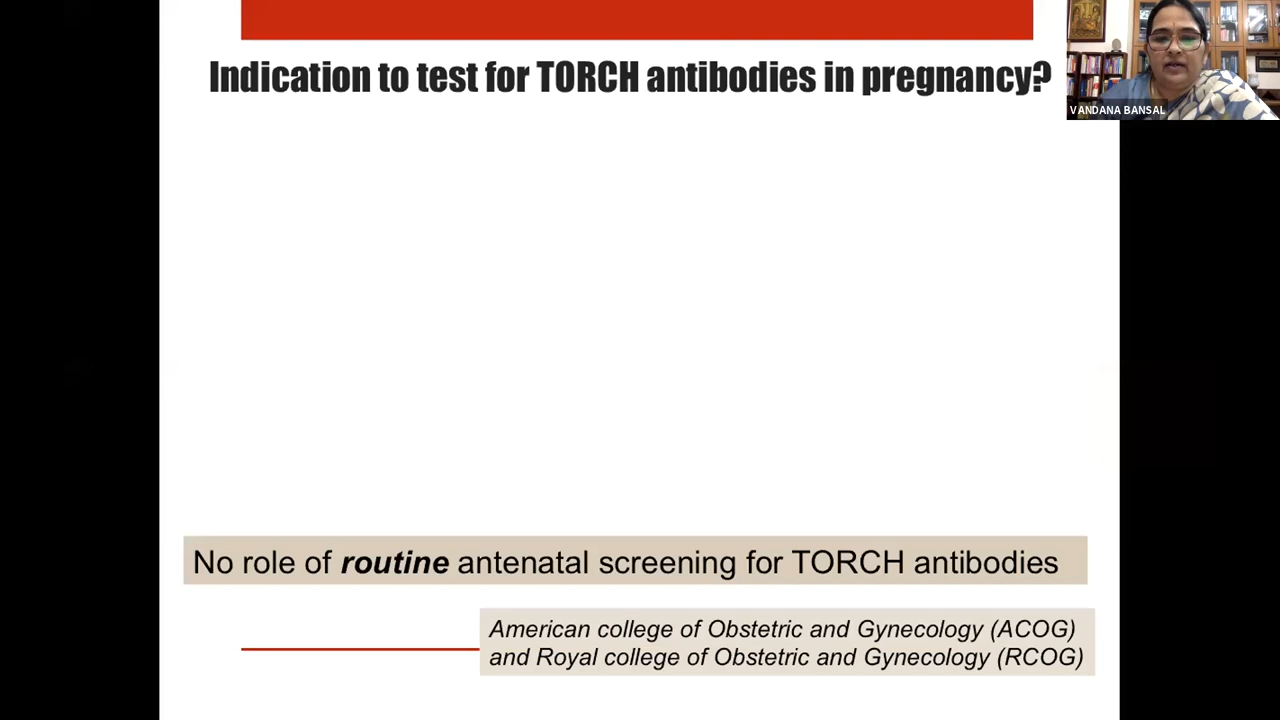 Indication to test for TORCH antibodies in pregnancy?
VANDANA BANSAL
No role of routine antenatal screening for TORCH antibodies
American college of Obstetric and Gynecology (ACOG)
and Royal college of Obstetric and Gynecology (RCOG)